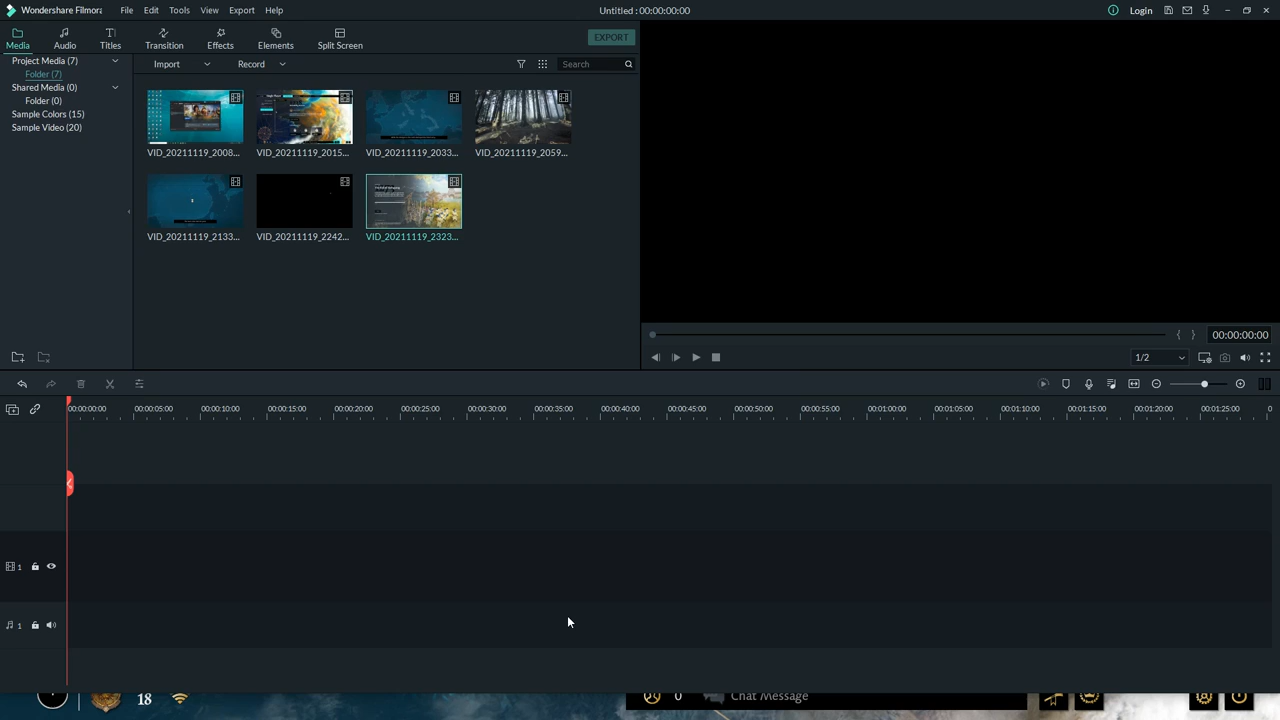 Wondershare Filmora File Edit Tools View Export Help Untitled : 00:00:00:00 Login
Media Audio Titles Transition Effects Elements Split Screen EXPORT
Project Media (7) Import Record Search
Folder (7)
Shared Media (0)
Folder (0)
Sample Colors (15)
Sample Video (20)
VID_20211119_2008... VID_20211119_2015... VID_20211119_2033... VID_20211119_2059...
VID_20211119_2133... VID_20211119_2242... VID_20211119_2323...
00:00:00:00
1/2
00:00:00:00 00:00:05:00 00:00:10:00 00:00:15:00 00:00:20:00 00:00:25:00 00:00:30:00 00:00:35:00 00:00:40:00 00:00:45:00 00:00:50:00 00:00:55:00 00:01:00:00 00:01:05:00 00:01:10:00 00:01:15:00 00:01:20:00 00:01:25:00 0
1
1
18 0 Chat Message